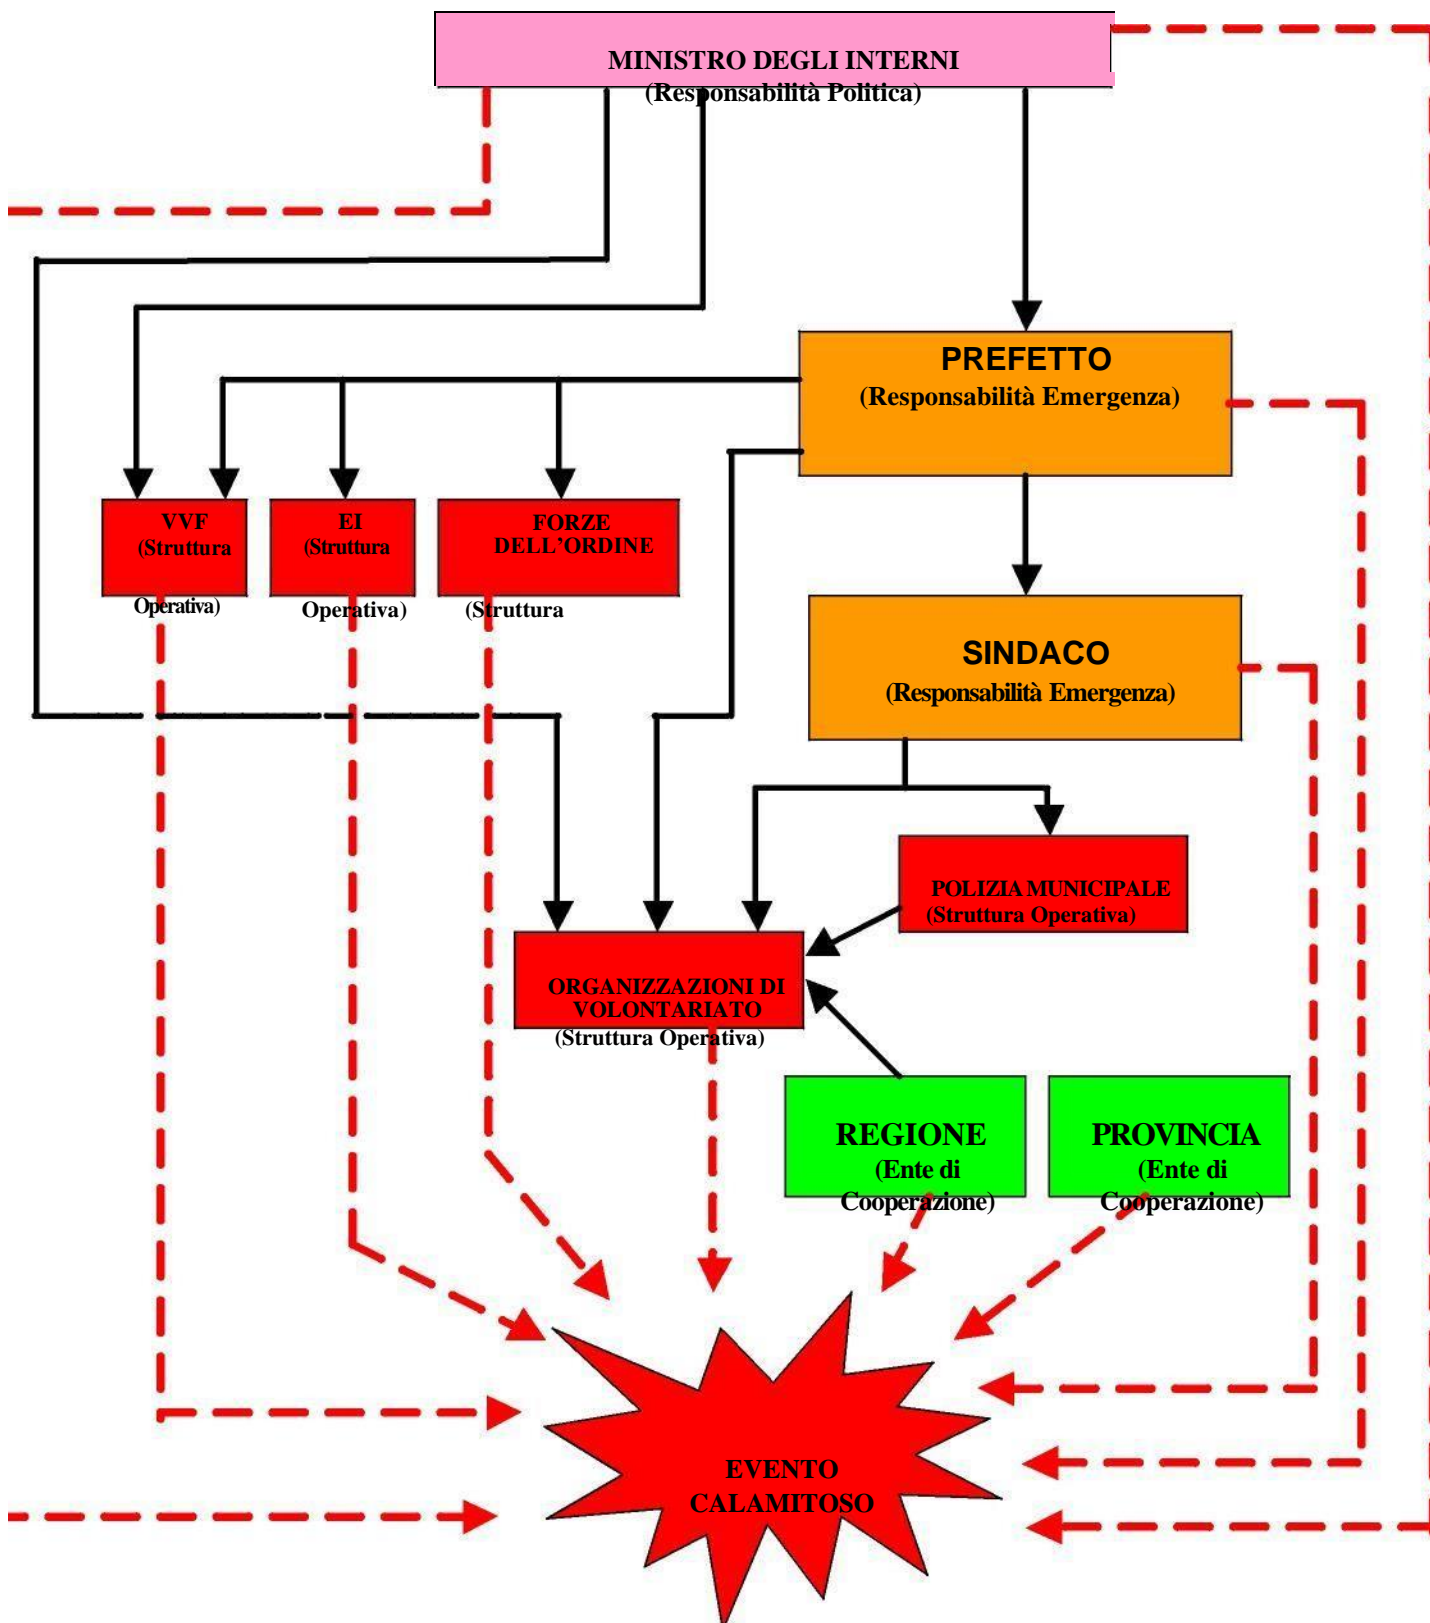 MINISTRO DEGLI INTERNI
(Responsabilità Politica)
PREFETTO
(Responsabilità Emergenza)
VVF
(Struttura
Operativa)
EI
(Struttura
Operativa)
FORZE
DELL’ORDINE
(Struttura
SINDACO
(Responsabilità Emergenza)
POLIZIA MUNICIPALE
(Struttura Operativa)
ORGANIZZAZIONI DI
VOLONTARIATO
(Struttura Operativa)
REGIONE
(Ente di
Cooperazione)
PROVINCIA
(Ente di
Cooperazione)
EVENTO
CALAMITOSO